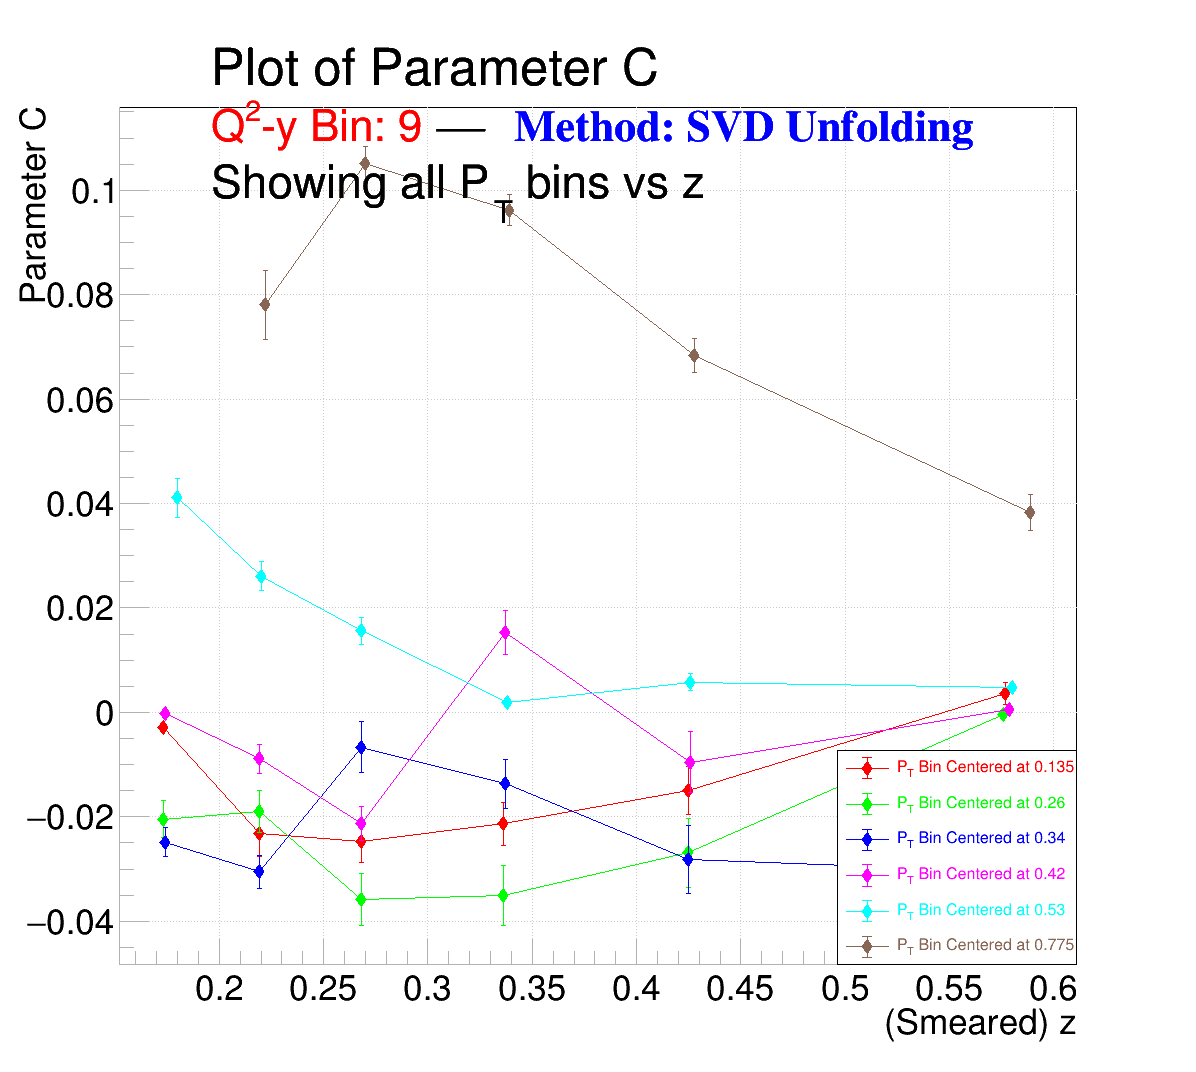 Plot of Parameter C
Q²-y Bin: 9 — Method: SVD Unfolding
Showing all P_T bins vs z
Parameter C
0.1
0.08
0.06
0.04
0.02
0
−0.02
−0.04
P_T Bin Centered at 0.135
P_T Bin Centered at 0.26
P_T Bin Centered at 0.34
P_T Bin Centered at 0.42
P_T Bin Centered at 0.53
P_T Bin Centered at 0.775
0.2 0.25 0.3 0.35 0.4 0.45 0.5 0.55 0.6
(Smeared) z